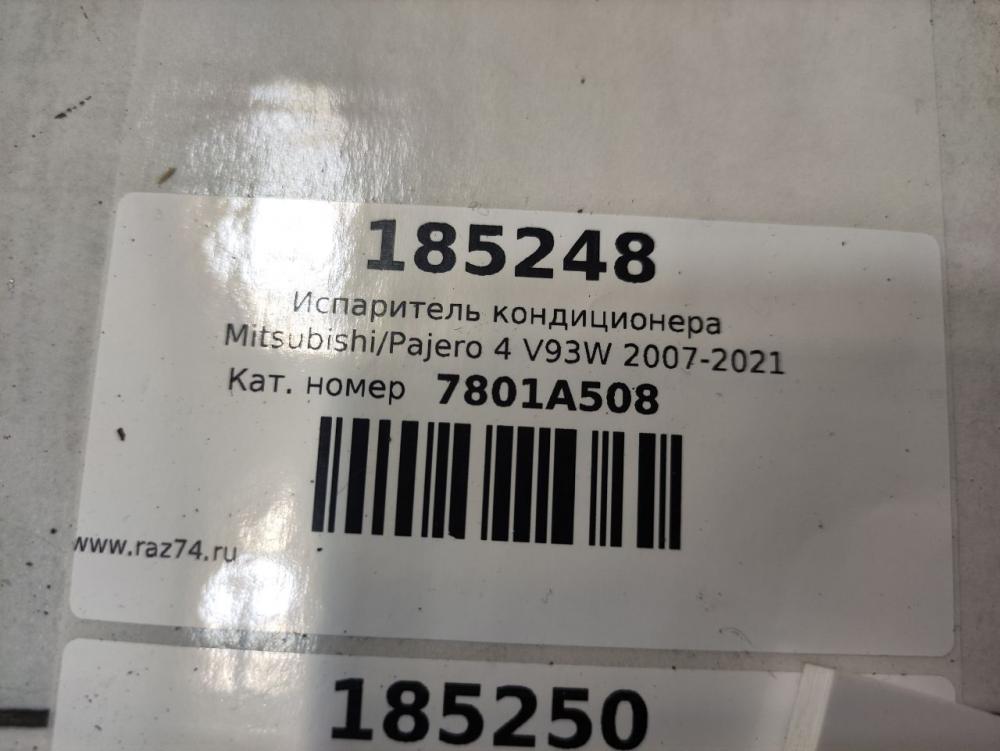 185248
Испаритель кондиционера
Mitsubishi/Pajero 4 V93W 2007-2021
Кат. номер 7801A508
www.raz74.ru
185250